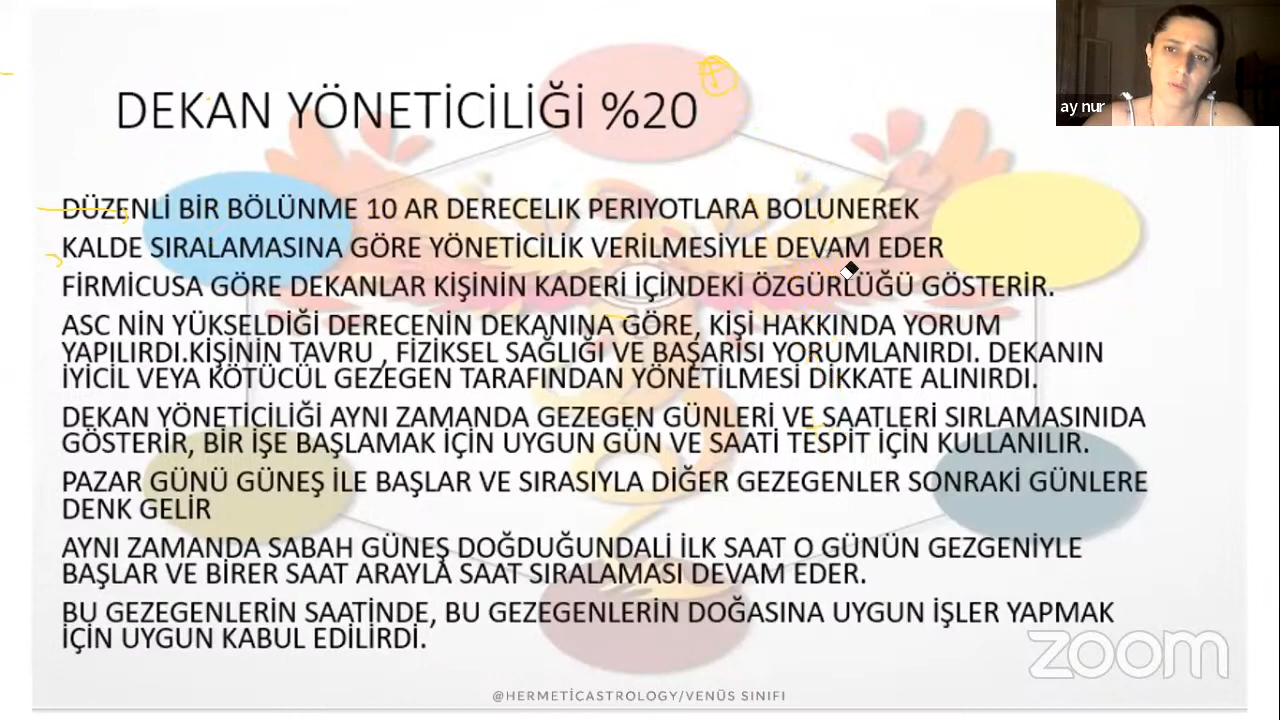 ay nur
DEKAN YÖNETİCİLİĞİ %20
DÜZENLİ BİR BÖLÜNME 10 AR DERECELIK PERIYOTLARA BOLUNEREK
KALDE SIRALAMASINA GÖRE YÖNETİCİLİK VERİLMESİYLE DEVAM EDER
FİRMİCUSA GÖRE DEKANLAR KİŞİNİN KADERİ İÇİNDEKİ ÖZGÜRLÜĞÜ GÖSTERİR.
ASC NİN YÜKSELDİĞİ DERECENİN DEKANINA GÖRE, KİŞİ HAKKINDA YORUM
YAPILIRDI.KİŞİNİN TAVRU , FİZİKSEL SAĞLIĞI VE BAŞARISI YORUMLANIRDI. DEKANIN
İYİCİL VEYA KÖTÜCÜL GEZEGEN TARAFINDAN YÖNETİLMESİ DİKKATE ALINIRDI.
DEKAN YÖNETİCİLİĞİ AYNI ZAMANDA GEZEGEN GÜNLERİ VE SAATLERİ SIRLAMASINIDA
GÖSTERİR, BİR İŞE BAŞLAMAK İÇİN UYGUN GÜN VE SAATİ TESPİT İÇİN KULLANILIR.
PAZAR GÜNÜ GÜNEŞ İLE BAŞLAR VE SIRASIYLA DİĞER GEZEGENLER SONRAKİ GÜNLERE
DENK GELİR
AYNI ZAMANDA SABAH GÜNEŞ DOĞDUĞUNDALİ İLK SAAT O GÜNÜN GEZGENİYLE
BAŞLAR VE BİRER SAAT ARAYLA SAAT SIRALAMASI DEVAM EDER.
BU GEZEGENLERİN SAATİNDE, BU GEZEGENLERİN DOĞASINA UYGUN İŞLER YAPMAK
İÇİN UYGUN KABUL EDİLİRDİ.
zoom
@HERMETİCASTROLOGY/VENÜS SINIFI